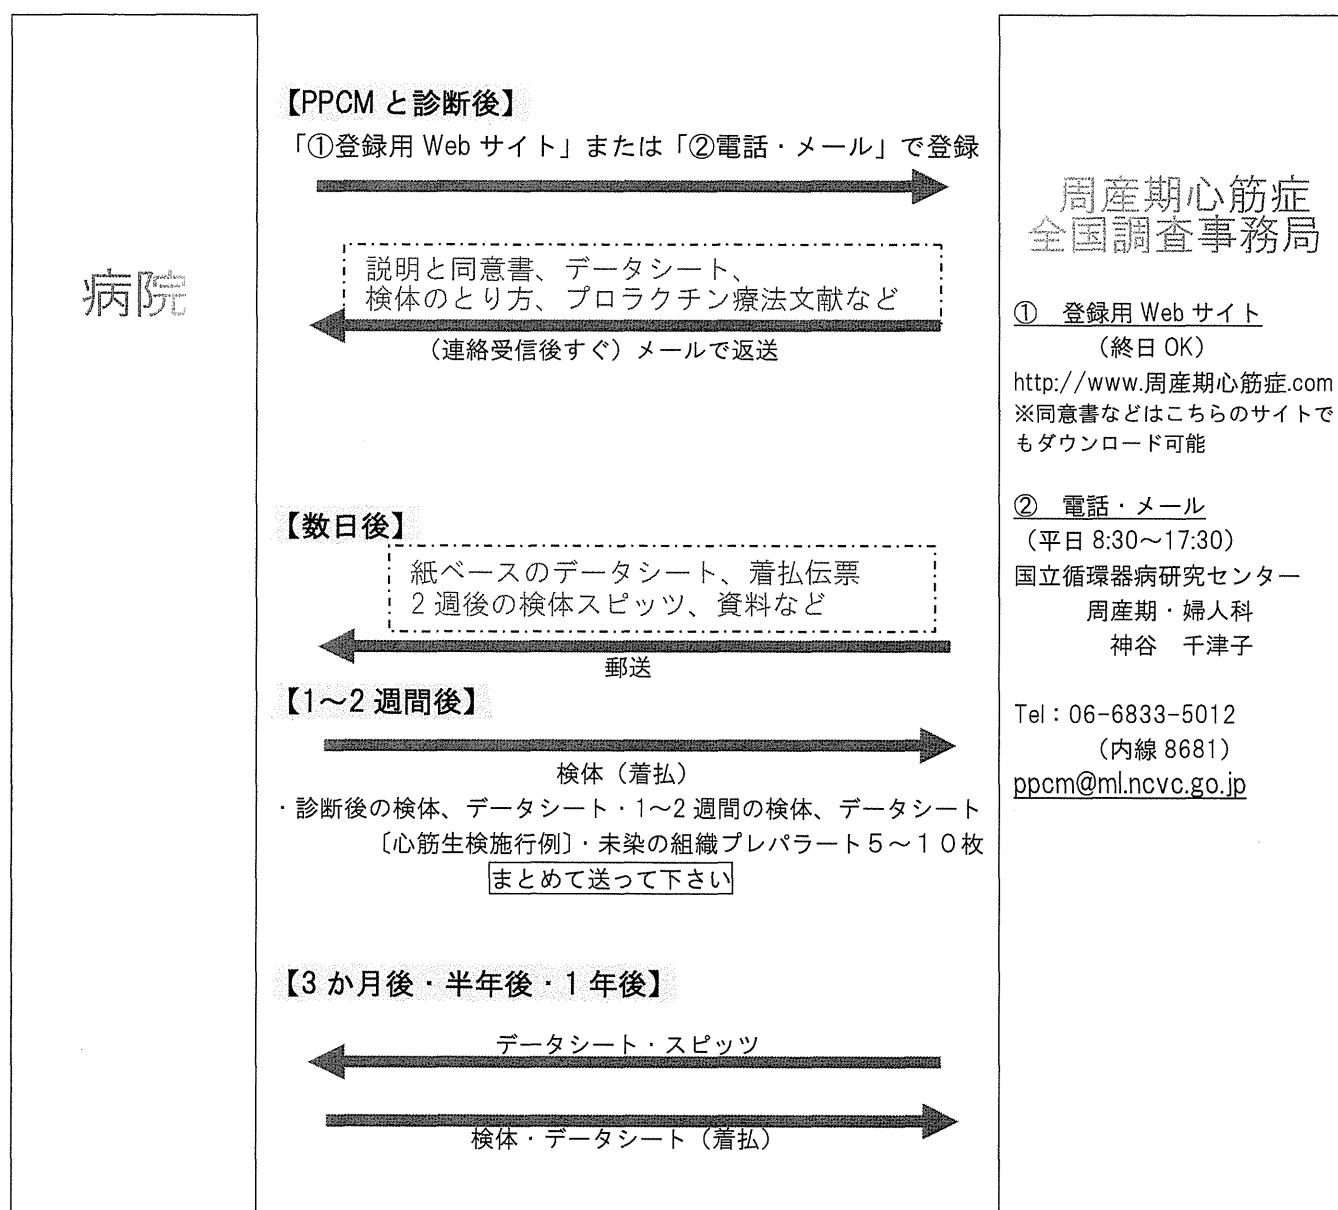 病院
【PPCM と診断後】
「①登録用 Web サイト」または「②電話・メール」で登録
説明と同意書、データシート、
検体のとり方、プロラクチン療法文献など
(連絡受信後すぐ) メールで返送
【数日後】
紙ベースのデータシート、着払伝票
2 週後の検体スピッツ、資料など
郵送
【1～2 週間後】
検体（着払）
・診断後の検体、データシート・1～2 週間の検体、データシート
〔心筋生検施行例〕・未染の組織プレパラート５～１０枚
まとめて送って下さい
【3 か月後・半年後・1 年後】
データシート・スピッツ
検体・データシート（着払）
周産期心筋症
全国調査事務局
①　登録用 Web サイト
（終日 OK）
http://www.周産期心筋症.com
※同意書などはこちらのサイトで
もダウンロード可能
②　電話・メール
（平日 8:30～17:30）
国立循環器病研究センター
周産期・婦人科
神谷　千津子
Tel：06-6833-5012
（内線 8681）
ppcm@ml.ncvc.go.jp